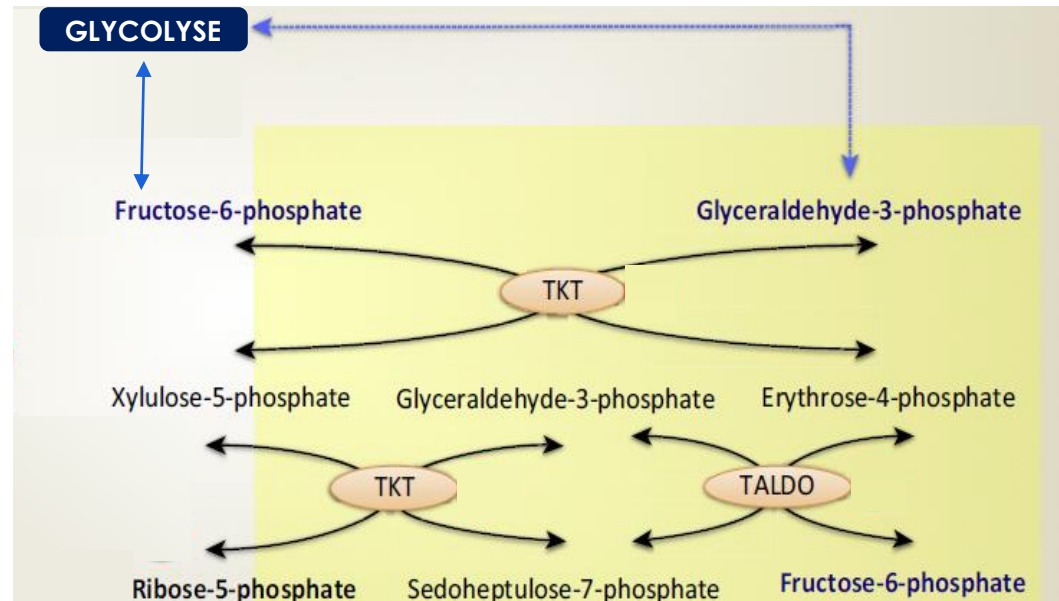 GLYCOLYSE
Fructose-6-phosphate
Glyceraldehyde-3-phosphate
TKT
Xylulose-5-phosphate
Glyceraldehyde-3-phosphate
Erythrose-4-phosphate
TKT
TALDO
Ribose-5-phosphate
Sedoheptulose-7-phosphate
Fructose-6-phosphate